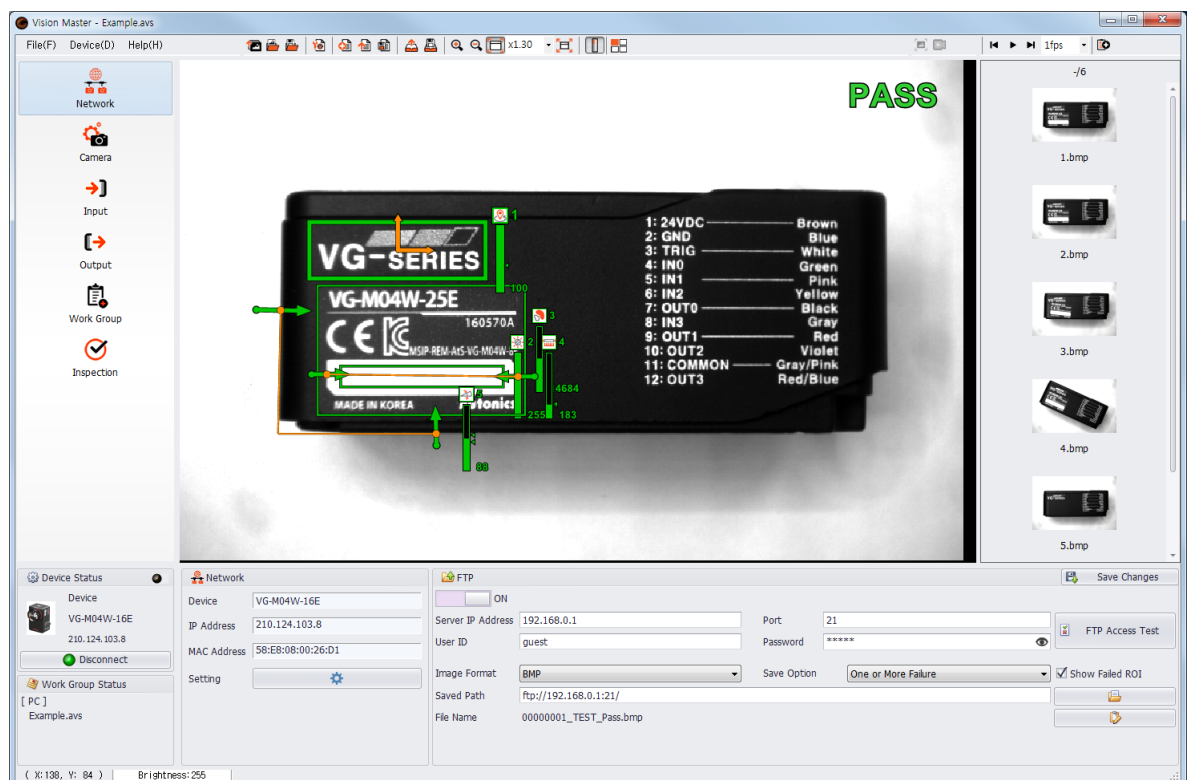 Vision Master - Example.avs
File(F) Device(D) Help(H)
x1.30
1fps
Network
Camera
Input
Output
Work Group
Inspection
PASS
VG-SERIES
VG-M04W-25E
160570A
MSIP-REM-AtS-VG-M04W-8
MADE IN KOREA
1
100
2
3
4
4684
255
183
5
88
1: 24VDC Brown
2: GND Blue
3: TRIG White
4: IN0 Green
5: IN1 Pink
6: IN2 Yellow
7: OUT0 Black
8: IN3 Gray
9: OUT1 Red
10: OUT2 Violet
11: COMMON Gray/Pink
12: OUT3 Red/Blue
-/6
1.bmp
2.bmp
3.bmp
4.bmp
5.bmp
Device Status
Device
VG-M04W-16E
210.124.103.8
Disconnect
Work Group Status
[ PC ]
Example.avs
Network
Device VG-M04W-16E
IP Address 210.124.103.8
MAC Address 58:E8:08:00:26:D1
Setting
FTP
Save Changes
ON
Server IP Address 192.168.0.1 Port 21
FTP Access Test
User ID guest Password *****
Image Format BMP Save Option One or More Failure Show Failed ROI
Saved Path ftp://192.168.0.1:21/
File Name 00000001_TEST_Pass.bmp
( X:138, Y: 84 ) Brightness:255